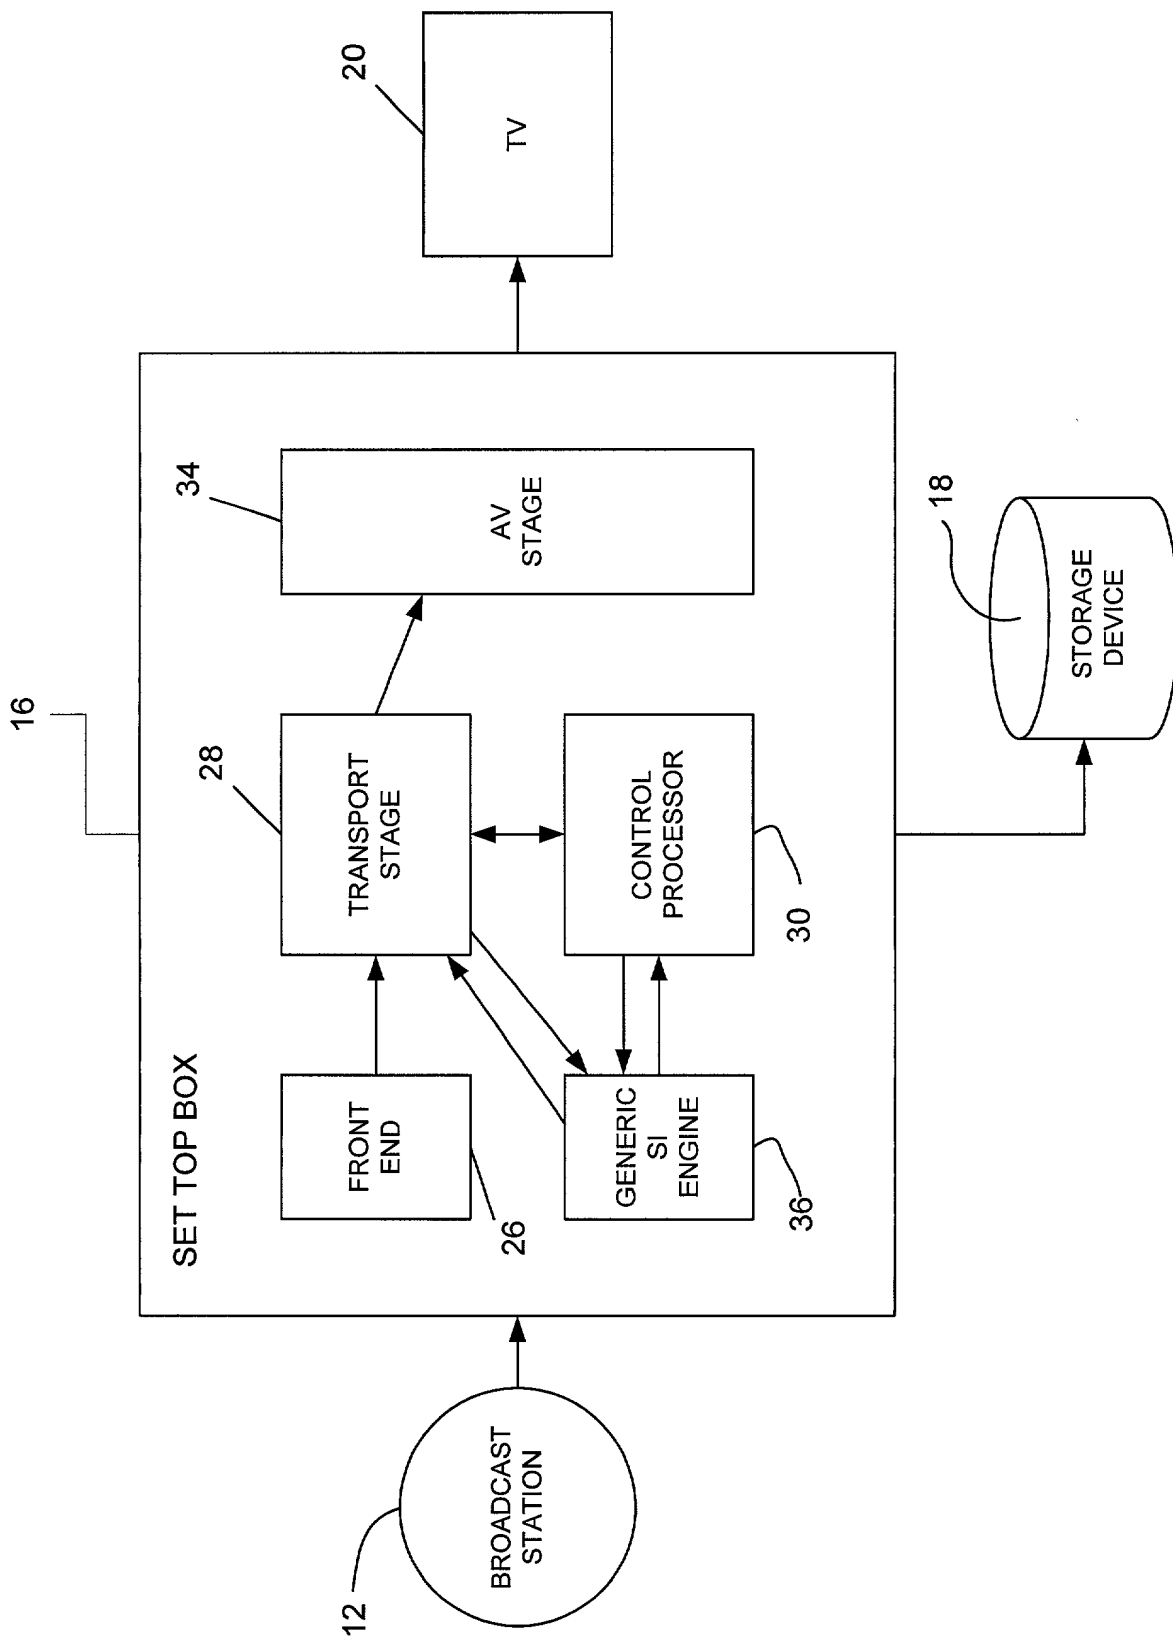 16
SET TOP BOX
28
34
20
FRONT
END
TRANSPORT
STAGE
AV
STAGE
TV
26
12
BROADCAST
STATION
GENERIC
SI
ENGINE
CONTROL
PROCESSOR
36
30
18
STORAGE
DEVICE